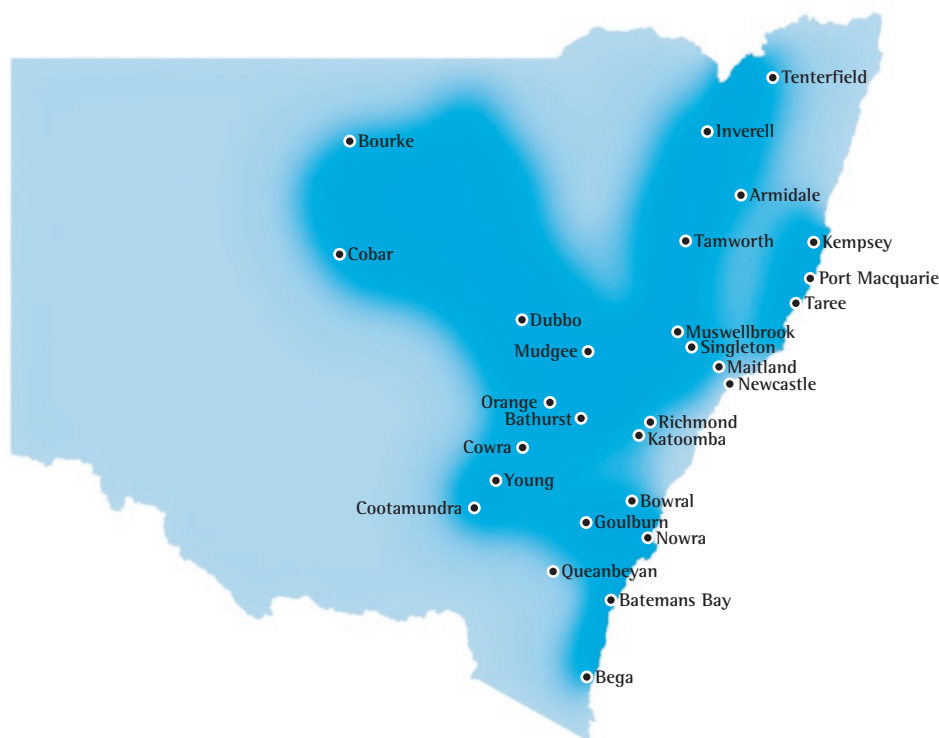 Tenterfield
Inverell
Bourke
Armidale
Tamworth
Kempsey
Cobar
Port Macquarie
Taree
Dubbo
Muswellbrook
Singleton
Mudgee
Maitland
Newcastle
Orange
Bathurst
Richmond
Katoomba
Cowra
Young
Bowral
Cootamundra
Goulburn
Nowra
Queanbeyan
Batemans Bay
Bega